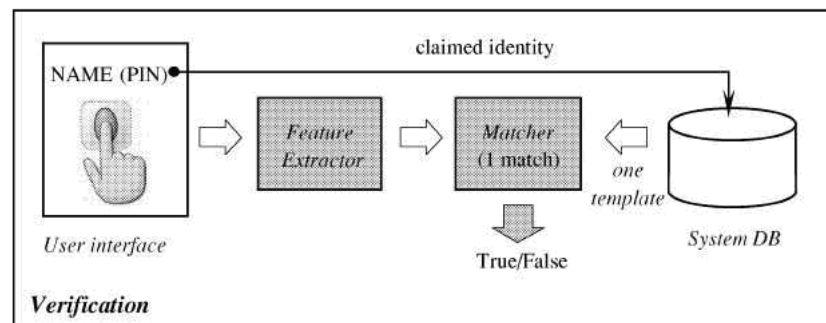 claimed identity
NAME (PIN)
Feature
Extractor
Matcher
(1 match)
one
template
User interface
System DB
True/False
Verification